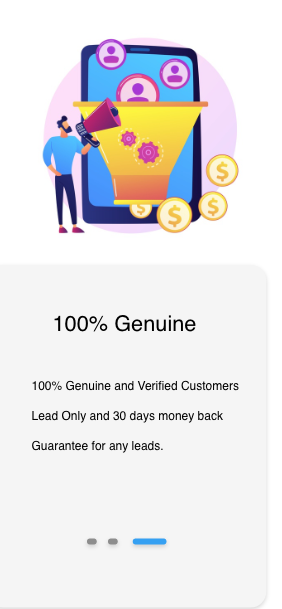 100% Genuine
100% Genuine and Verified Customers
Lead Only and 30 days money back
Guarantee for any leads.